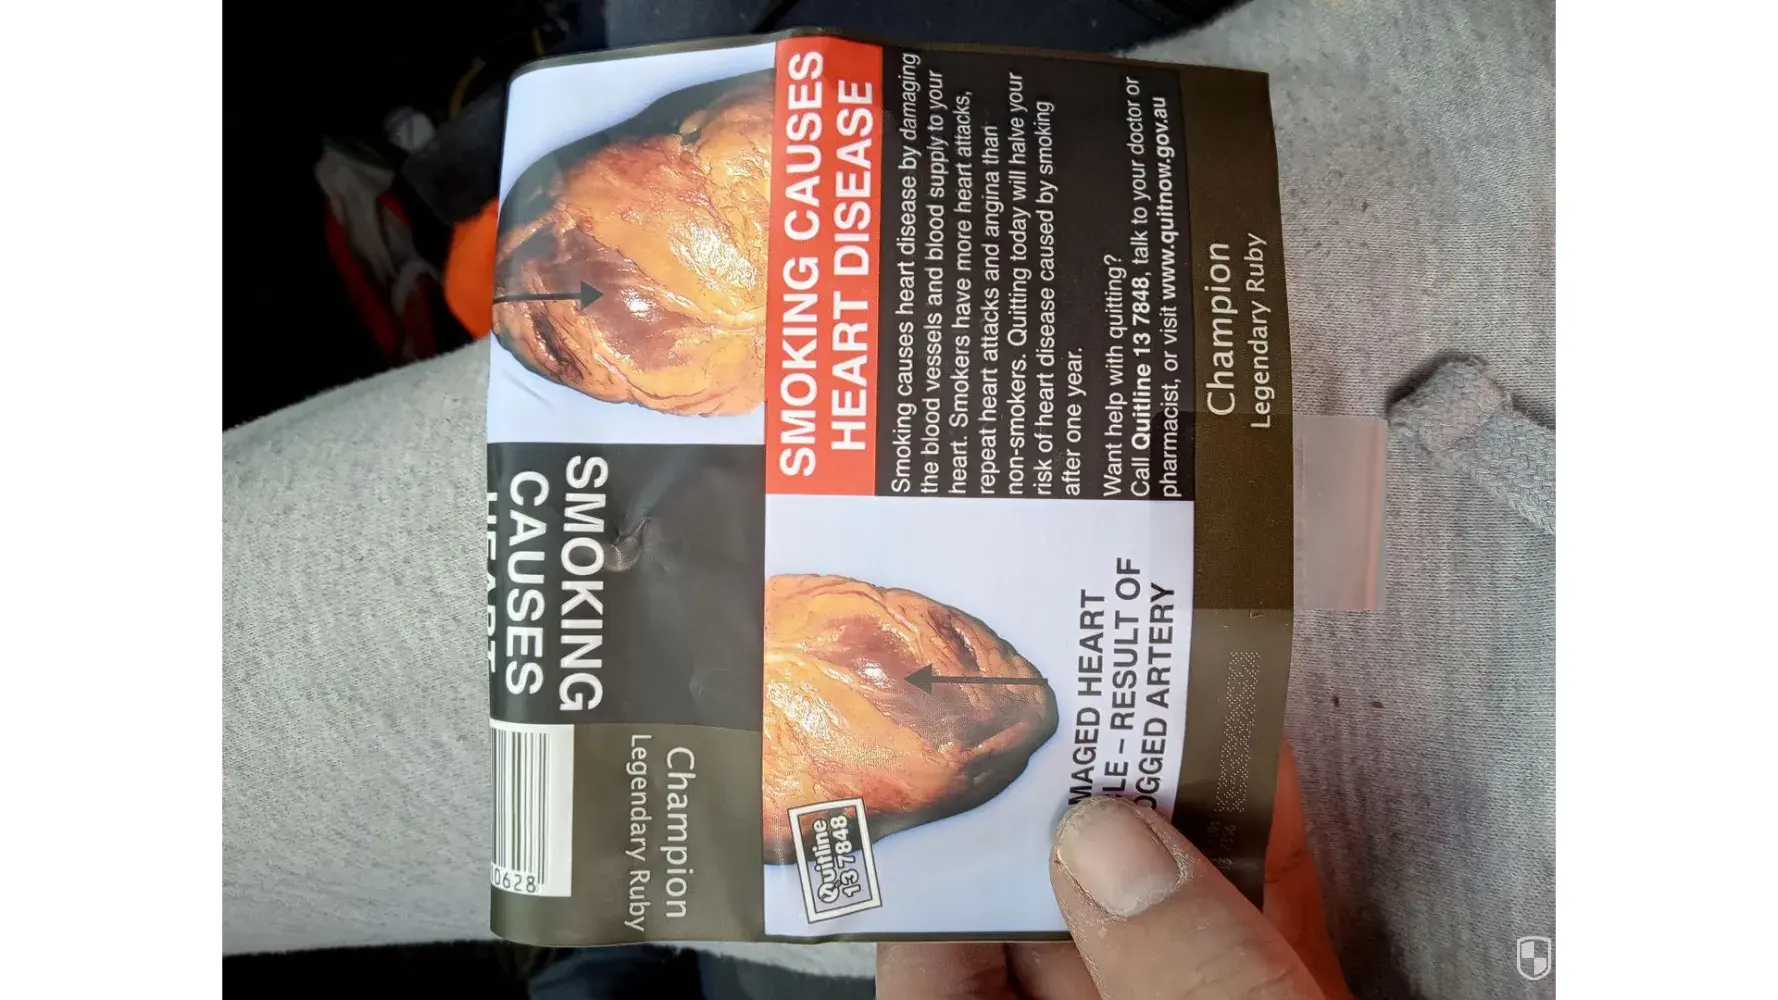 SMOKING CAUSES
HEART DISEASE
Smoking causes heart disease by damaging
the blood vessels and blood supply to your
heart. Smokers have more heart attacks,
repeat heart attacks and angina than
non-smokers. Quitting today will halve your
risk of heart disease caused by smoking
after one year.
Want help with quitting?
Call Quitline 13 7848, talk to your doctor or
pharmacist, or visit www.quitnow.gov.au
HEART
- RESULT OF
ARTERY
Quitline
13 7848
Champion
Legendary Ruby
SMOKING
CAUSES
HEART
Champion
Legendary Ruby
0628